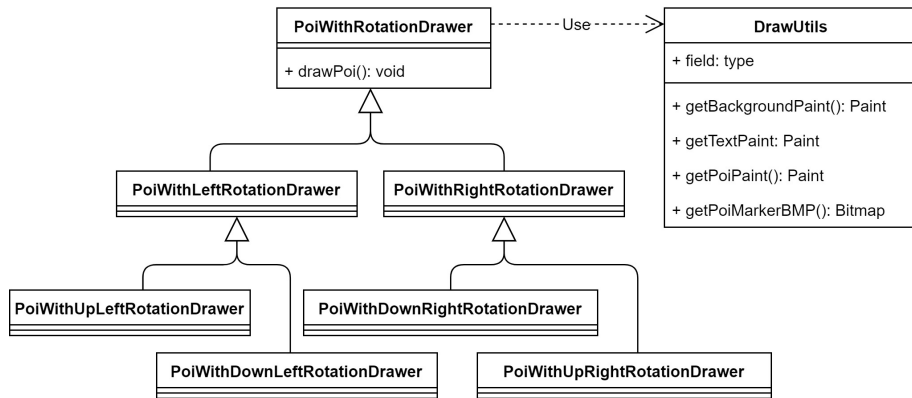 PoiWithRotationDrawer
+ drawPoi(): void
Use
DrawUtils
+ field: type
+ getBackgroundPaint(): Paint
+ getTextPaint: Paint
+ getPoiPaint(): Paint
+ getPoiMarkerBMP(): Bitmap
PoiWithLeftRotationDrawer
PoiWithRightRotationDrawer
PoiWithUpLeftRotationDrawer
PoiWithDownRightRotationDrawer
PoiWithDownLeftRotationDrawer
PoiWithUpRightRotationDrawer